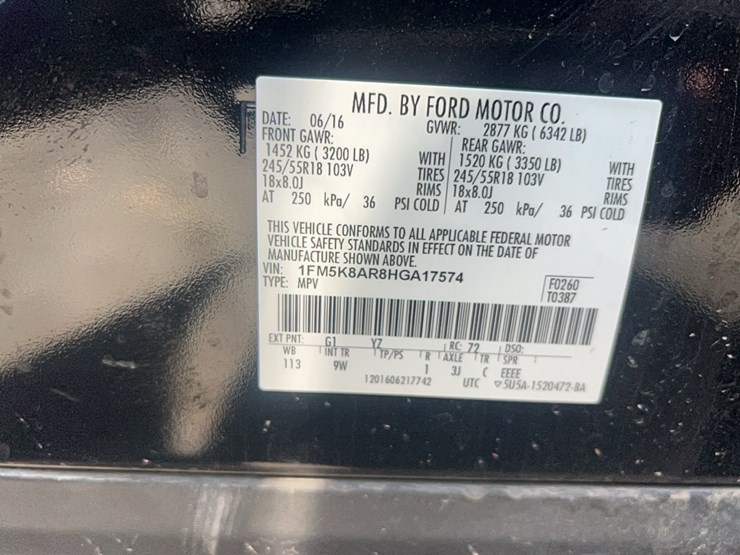 MFD. BY FORD MOTOR CO.
DATE: 06/16 GVWR: 2877 KG ( 6342 LB)
FRONT GAWR: REAR GAWR:
1452 KG ( 3200 LB) WITH 1520 KG ( 3350 LB) WITH
245/55R18 103V TIRES 245/55R18 103V TIRES
18x8.0J RIMS 18x8.0J RIMS
AT 250 kPa/ 36 PSI COLD AT 250 kPa/ 36 PSI COLD
THIS VEHICLE CONFORMS TO ALL APPLICABLE FEDERAL MOTOR
VEHICLE SAFETY STANDARDS IN EFFECT ON THE DATE OF
MANUFACTURE SHOWN ABOVE.
VIN: 1FM5K8AR8HGA17574
TYPE: MPV
F0260
T0387
EXT PNT: G1 YZ RC: 72 DSO:
WB INT TR TP/PS R AXLE TR SPR
113 9W 1 3J C EEEE
1201606217742 UTC 5U5A-1520472-BA